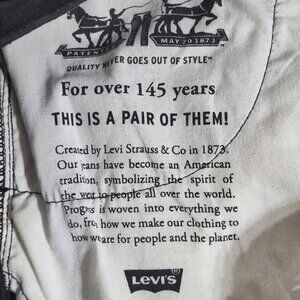 PATENTED MAY 20 1873
QUALITY NEVER GOES OUT OF STYLE™
For over 145 years
THIS IS A PAIR OF THEM!
Created by Levi Strauss & Co in 1873.
Our eans have become an American
tradition, symbolizing the spirit of
the west to people all over the world.
Progress is woven into everything we
do, from how we make our clothing to
how we care for people and the planet.
LEVI'S ®